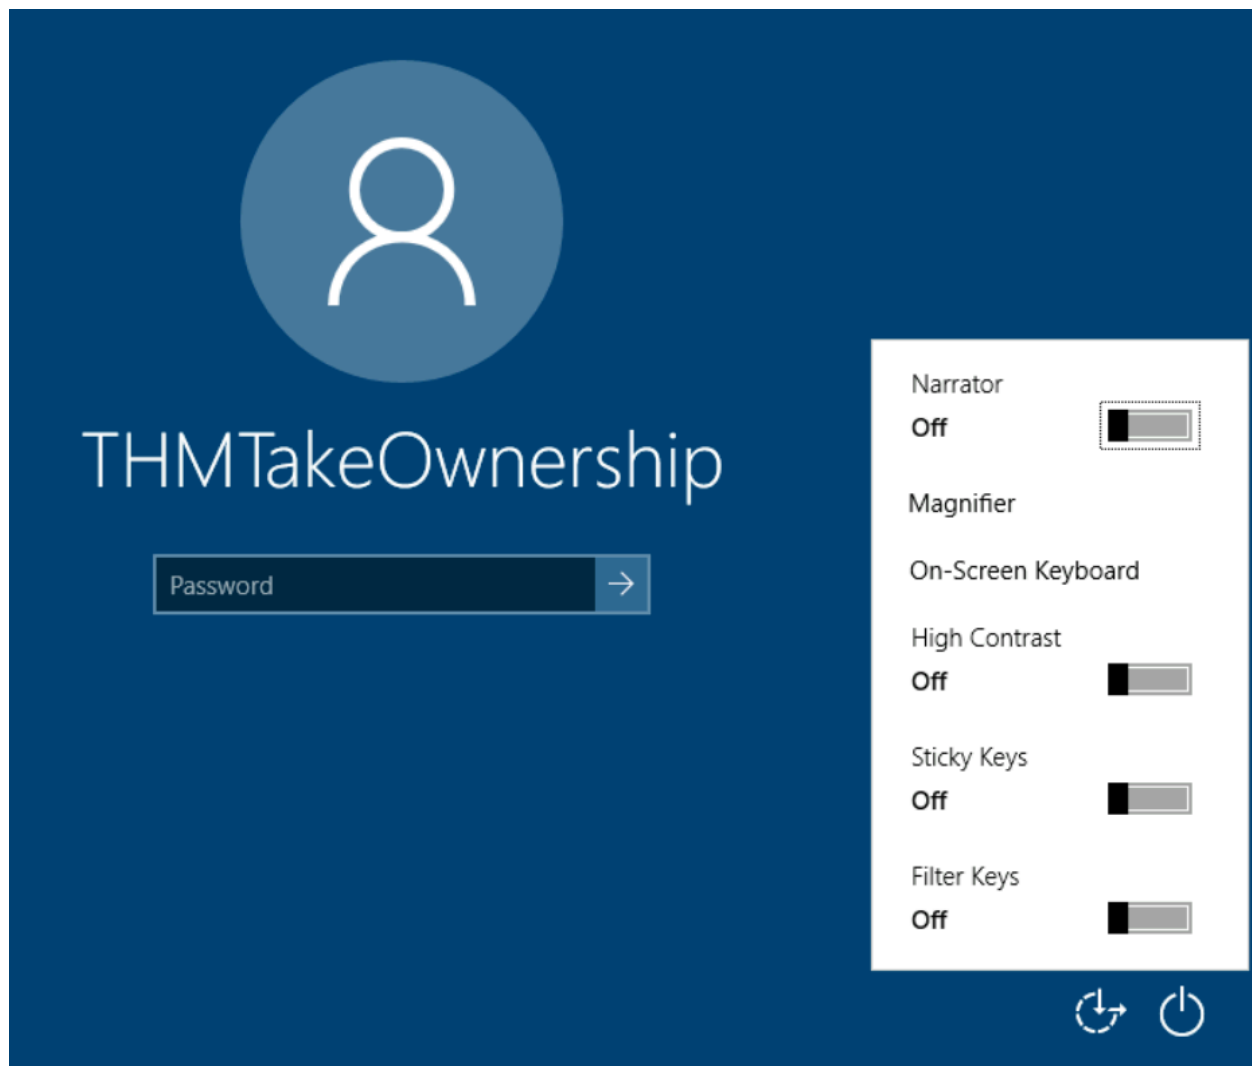 THMTakeOwnership
Password
Narrator
Off
Magnifier
On-Screen Keyboard
High Contrast
Off
Sticky Keys
Off
Filter Keys
Off